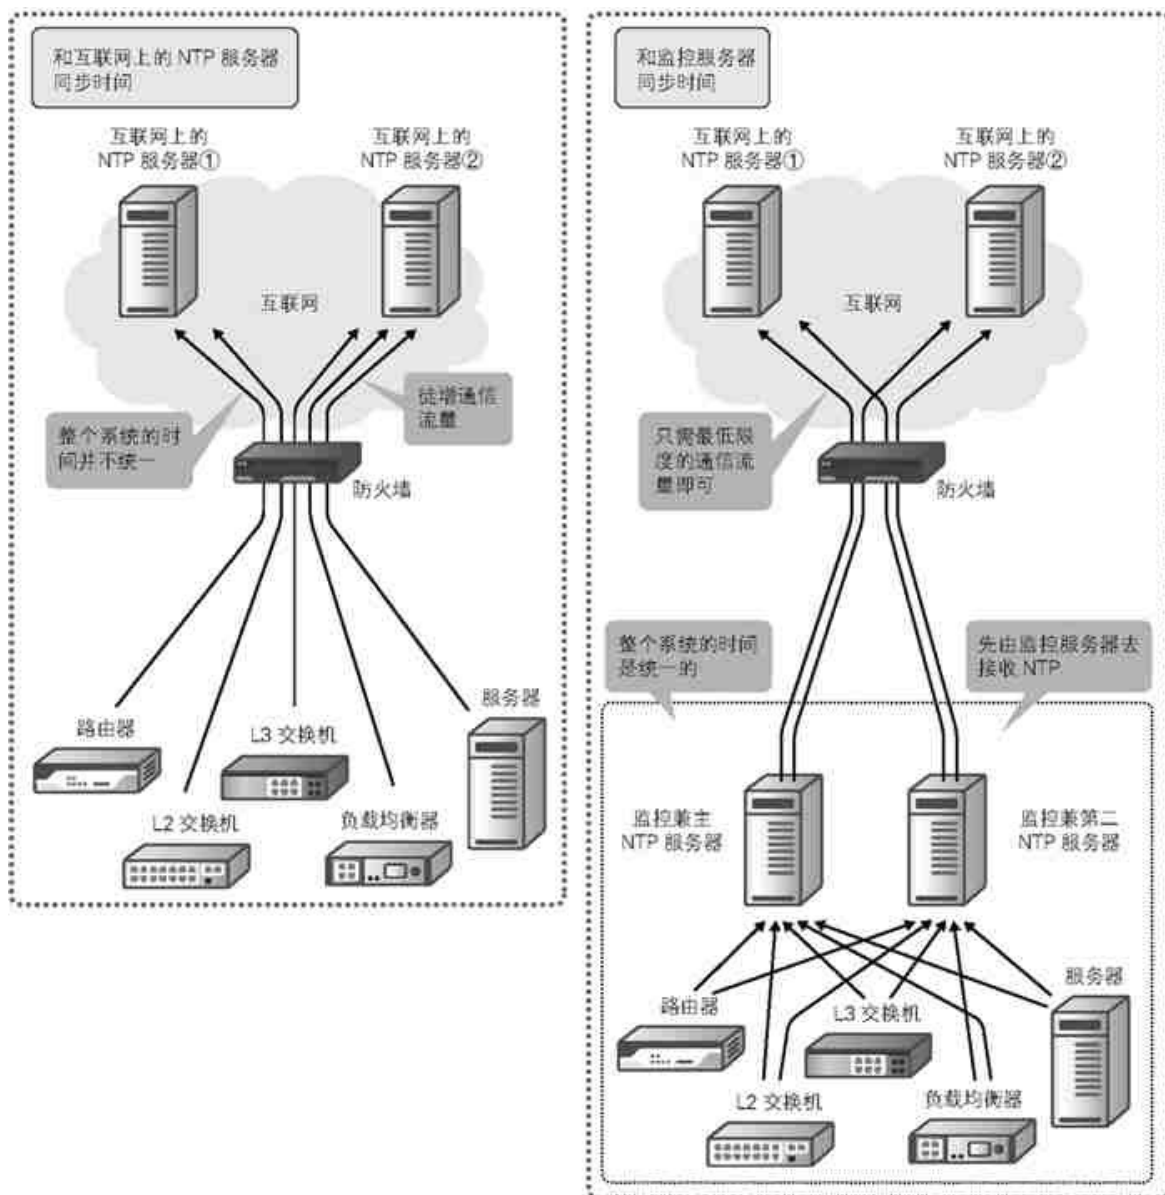 和互联网上的 NTP 服务器
同步时间
互联网上的
NTP 服务器①
互联网上的
NTP 服务器②
互联网
整个系统的时
间并不统一
徒增通信
流量
防火墙
路由器
L3 交换机
服务器
L2 交换机
负载均衡器
和监控服务器
同步时间
互联网上的
NTP 服务器①
互联网上的
NTP 服务器②
互联网
只需最低限
度的通信流
量即可
防火墙
整个系统的时间
是统一的
先由监控服务器去
接收 NTP
监控兼主
NTP 服务器
监控兼第二
NTP 服务器
路由器
L3 交换机
服务器
L2 交换机
负载均衡器